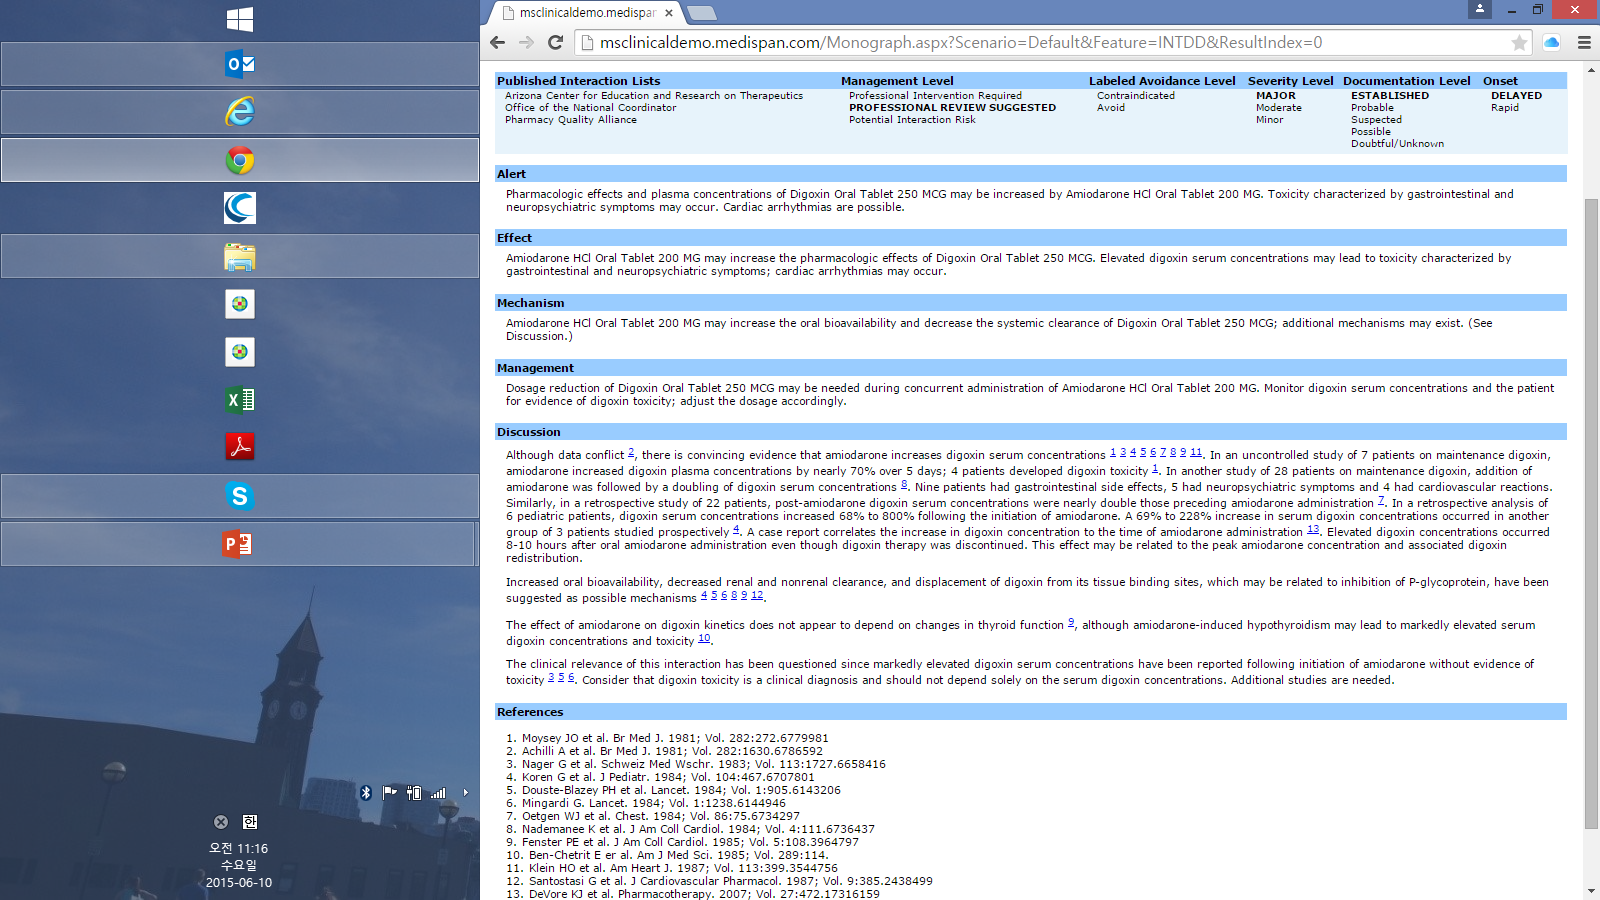 msclinicaldemo.medispan
msclinicaldemo.medispan.com/Monograph.aspx?Scenario=Default&Feature=INTDD&ResultIndex=0
Published Interaction Lists Management Level Labeled Avoidance Level Severity Level Documentation Level Onset
Arizona Center for Education and Research on Therapeutics Professional Intervention Required Contraindicated MAJOR ESTABLISHED DELAYED
Office of the National Coordinator PROFESSIONAL REVIEW SUGGESTED Avoid Moderate Probable Rapid
Pharmacy Quality Alliance Potential Interaction Risk Minor Suspected
Possible
Doubtful/Unknown
Alert
Pharmacologic effects and plasma concentrations of Digoxin Oral Tablet 250 MCG may be increased by Amiodarone HCl Oral Tablet 200 MG. Toxicity characterized by gastrointestinal and
neuropsychiatric symptoms may occur. Cardiac arrhythmias are possible.
Effect
Amiodarone HCl Oral Tablet 200 MG may increase the pharmacologic effects of Digoxin Oral Tablet 250 MCG. Elevated digoxin serum concentrations may lead to toxicity characterized by
gastrointestinal and neuropsychiatric symptoms; cardiac arrhythmias may occur.
Mechanism
Amiodarone HCl Oral Tablet 200 MG may increase the oral bioavailability and decrease the systemic clearance of Digoxin Oral Tablet 250 MCG; additional mechanisms may exist. (See
Discussion.)
Management
Dosage reduction of Digoxin Oral Tablet 250 MCG may be needed during concurrent administration of Amiodarone HCl Oral Tablet 200 MG. Monitor digoxin serum concentrations and the patient
for evidence of digoxin toxicity; adjust the dosage accordingly.
Discussion
Although data conflict 2, there is convincing evidence that amiodarone increases digoxin serum concentrations 1 3 4 5 6 7 8 9 11. In an uncontrolled study of 7 patients on maintenance digoxin,
amiodarone increased digoxin plasma concentrations by nearly 70% over 5 days; 4 patients developed digoxin toxicity 1. In another study of 28 patients on maintenance digoxin, addition of
amiodarone was followed by a doubling of digoxin serum concentrations 8. Nine patients had gastrointestinal side effects, 5 had neuropsychiatric symptoms and 4 had cardiovascular reactions.
Similarly, in a retrospective study of 22 patients, post-amiodarone digoxin serum concentrations were nearly double those preceding amiodarone administration 7. In a retrospective analysis of
6 pediatric patients, digoxin serum concentrations increased 68% to 800% following the initiation of amiodarone. A 69% to 228% increase in serum digoxin concentrations occurred in another
group of 3 patients studied prospectively 4. A case report correlates the increase in digoxin concentration to the time of amiodarone administration 13. Elevated digoxin concentrations occurred
8-10 hours after oral amiodarone administration even though digoxin therapy was discontinued. This effect may be related to the peak amiodarone concentration and associated digoxin
redistribution.
Increased oral bioavailability, decreased renal and nonrenal clearance, and displacement of digoxin from its tissue binding sites, which may be related to inhibition of P-glycoprotein, have been
suggested as possible mechanisms 4 5 6 8 9 12.
The effect of amiodarone on digoxin kinetics does not appear to depend on changes in thyroid function 9, although amiodarone-induced hypothyroidism may lead to markedly elevated serum
digoxin concentrations and toxicity 10.
The clinical relevance of this interaction has been questioned since markedly elevated digoxin serum concentrations have been reported following initiation of amiodarone without evidence of
toxicity 3 5 6. Consider that digoxin toxicity is a clinical diagnosis and should not depend solely on the serum digoxin concentrations. Additional studies are needed.
References
1. Moysey JO et al. Br Med J. 1981; Vol. 282:272.6779981
2. Achilli A et al. Br Med J. 1981; Vol. 282:1630.6786592
3. Nager G et al. Schweiz Med Wschr. 1983; Vol. 113:1727.6658416
4. Koren G et al. J Pediatr. 1984; Vol. 104:467.6707801
5. Douste-Blazey PH et al. Lancet. 1984; Vol. 1:905.6143206
6. Mingardi G. Lancet. 1984; Vol. 1:1238.6144946
7. Oetgen WJ et al. Chest. 1984; Vol. 86:75.6734297
8. Nademanee K et al. J Am Coll Cardiol. 1984; Vol. 4:111.6736437
9. Fenster PE et al. J Am Coll Cardiol. 1985; Vol. 5:108.3964797
10. Ben-Chetrit E er al. Am J Med Sci. 1985; Vol. 289:114.
11. Klein HO et al. Am Heart J. 1987; Vol. 113:399.3544756
12. Santostasi G et al. J Cardiovascular Pharmacol. 1987; Vol. 9:385.2438499
13. DeVore KJ et al. Pharmacotherapy. 2007; Vol. 27:472.17316159
한
오전 11:16
수요일
2015-06-10